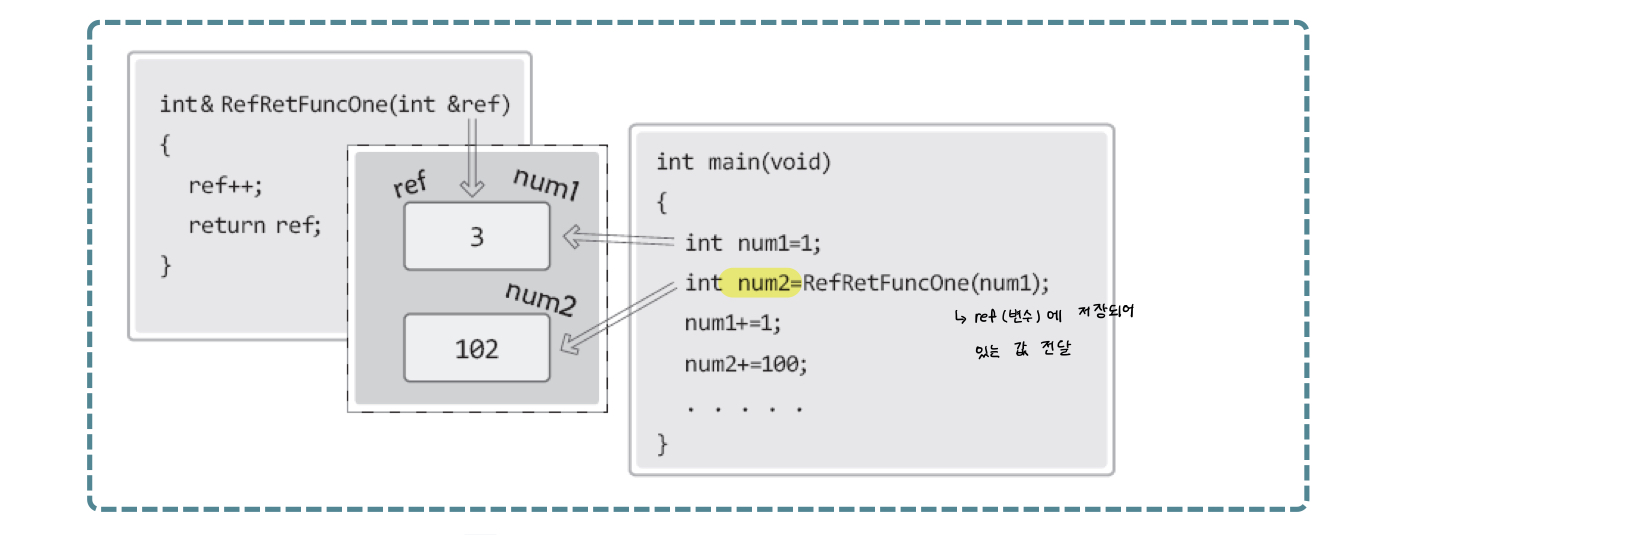 int& RefRetFuncOne(int &ref)
{
ref++;
return ref;
}
ref
num1
3
num2
102
int main(void)
{
int num1=1;
int num2=RefRetFuncOne(num1);
↳ ref (변수) 에 저장되어
있는 값 전달
num1+=1;
num2+=100;
. . . . .
}